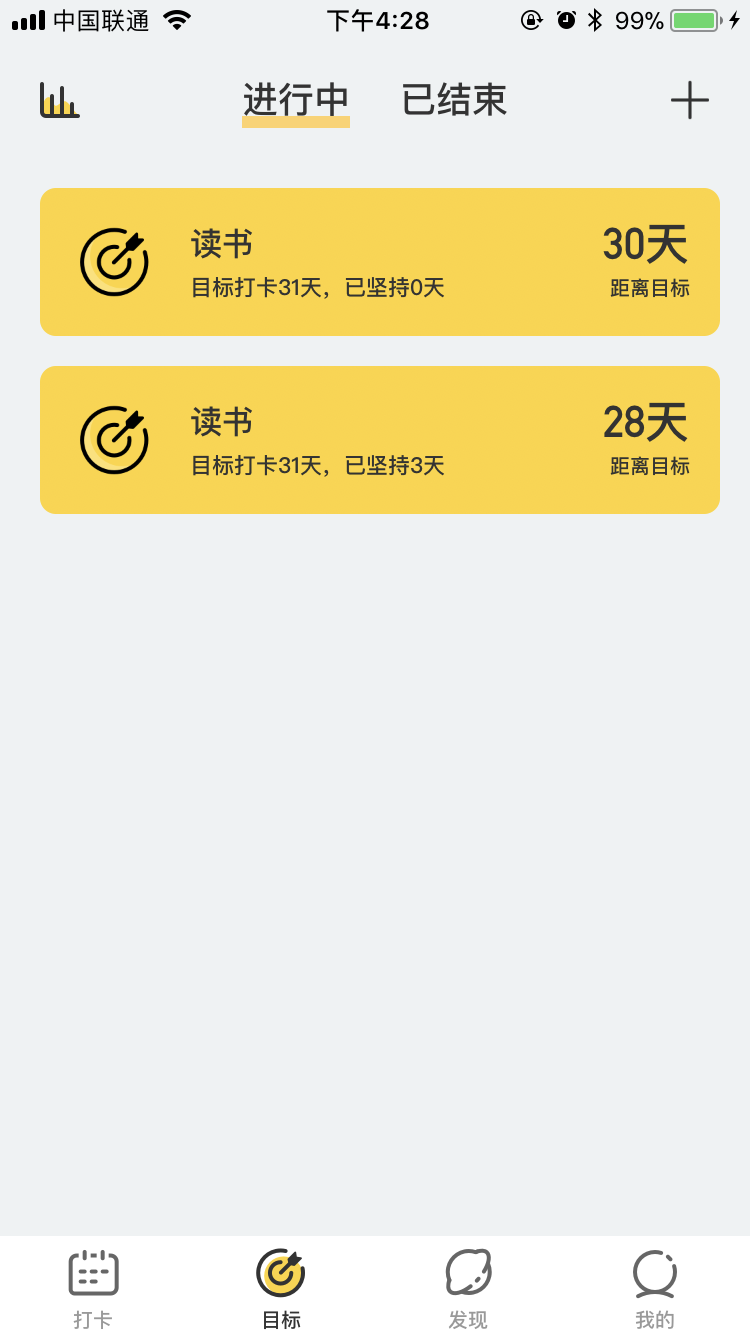 中国联通 下午4:28 99%
进行中 已结束
读书 30天
目标打卡31天，已坚持0天 距离目标
读书 28天
目标打卡31天，已坚持3天 距离目标
打卡 目标 发现 我的